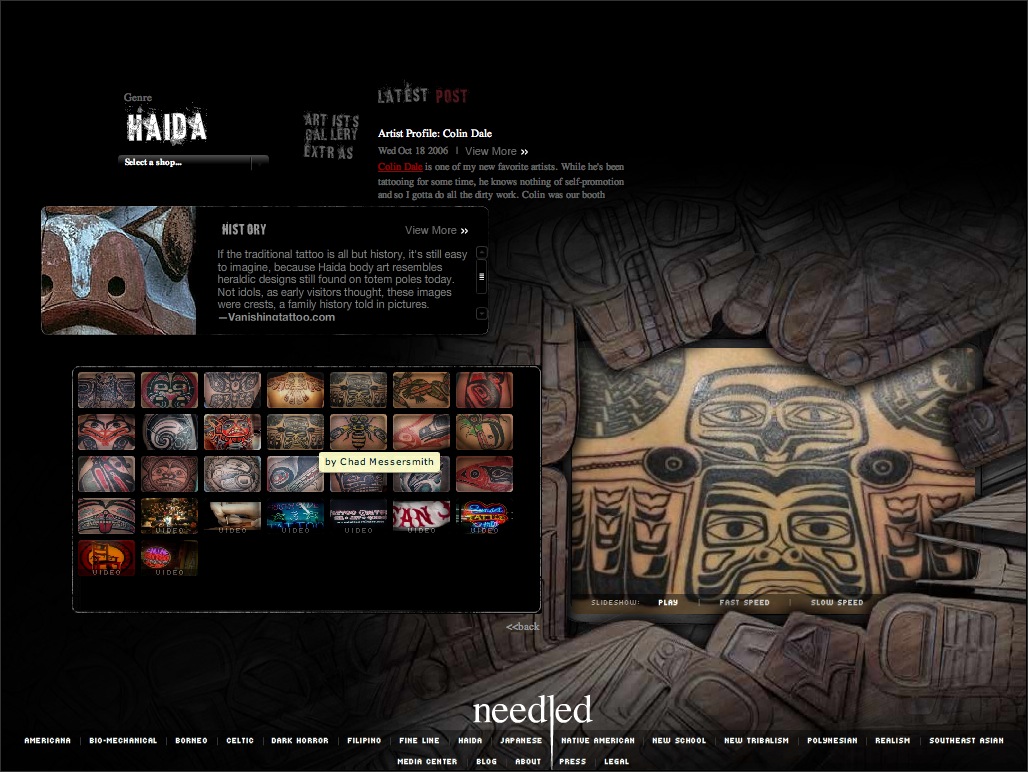 Genre
HAIDA
Select a shop...
ARTISTS
GALLERY
EXTRAS
LATEST POST
Artist Profile: Colin Dale
Wed Oct 18 2006 | View More »
Colin Dale is one of my new favorite artists. While he's been
tattooing for some time, he knows nothing of self-promotion
and so I gotta do all the dirty work. Colin was our booth
HISTORY
View More »
If the traditional tattoo is all but history, it's still easy
to imagine, because Haida body art resembles
heraldic designs still found on totem poles today.
Not idols, as early visitors thought, these images
were crests, a family history told in pictures.
—Vanishingtattoo.com
by Chad Messersmith
VIDEO VIDEO VIDEO VIDEO VIDEO VIDEO
VIDEO VIDEO
SLIDESHOW: PLAY | FAST SPEED | SLOW SPEED
<<back
needled
AMERICANA | BIO-MECHANICAL | BORNEO | CELTIC | DARK HORROR | FILIPINO | FINE LINE | HAIDA | JAPANESE | NATIVE AMERICAN | NEW SCHOOL | NEW TRIBALISM | POLYNESIAN | REALISM | SOUTHEAST ASIAN
MEDIA CENTER | BLOG | ABOUT | PRESS | LEGAL